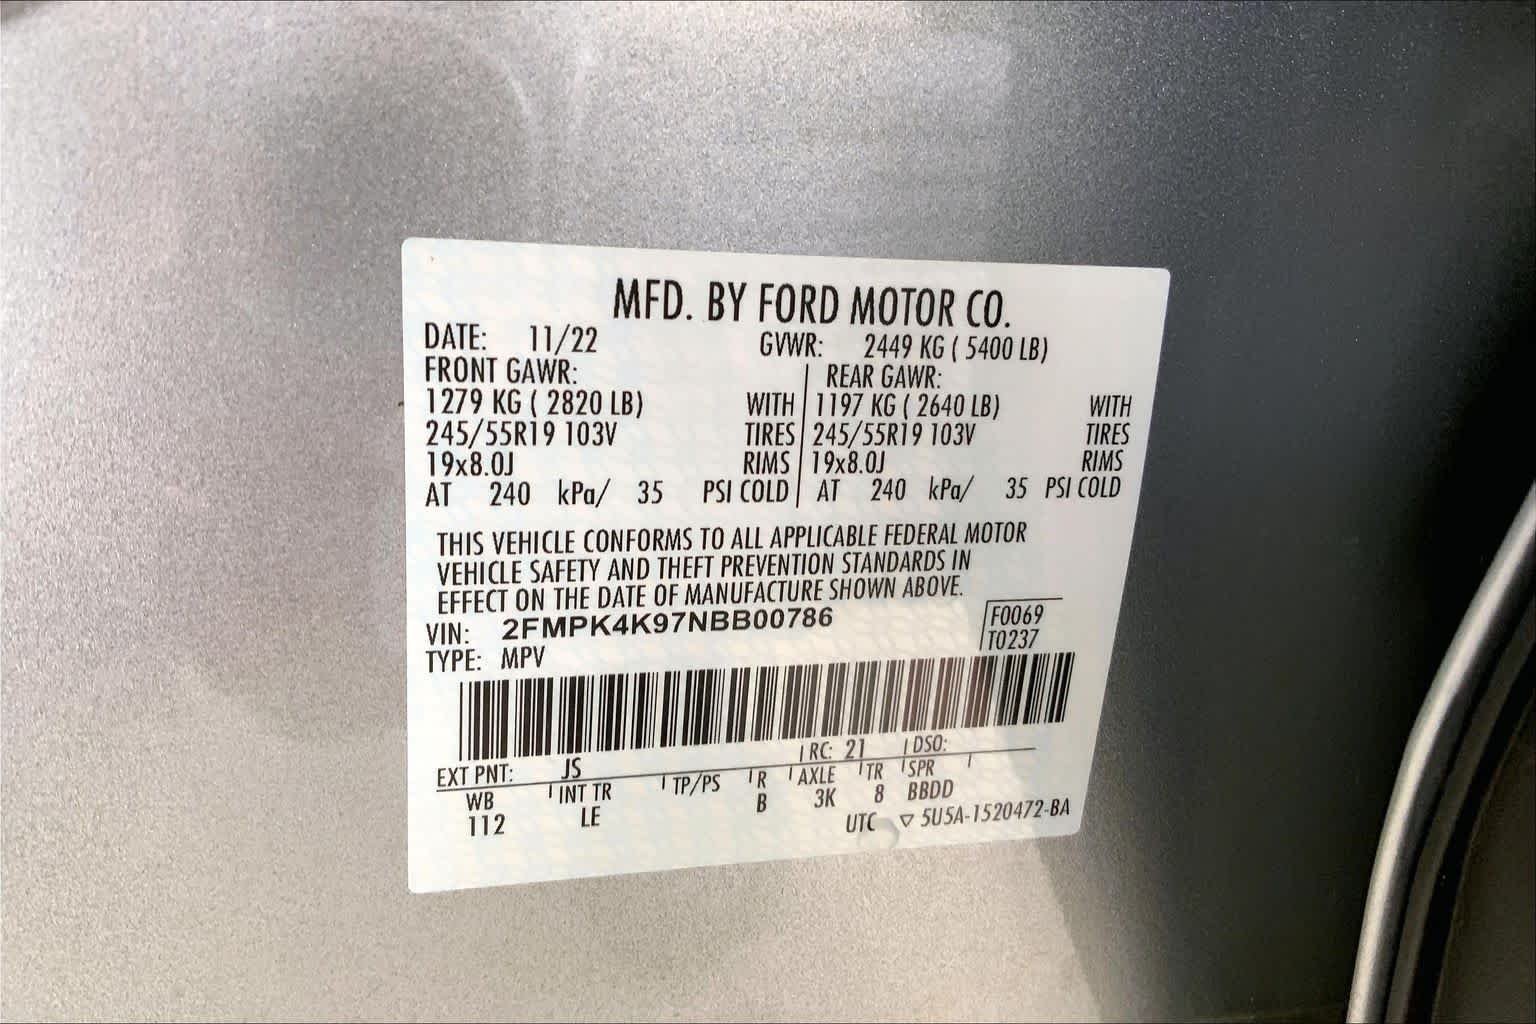 MFD. BY FORD MOTOR CO.
DATE: 11/22 GVWR: 2449 KG ( 5400 LB)
FRONT GAWR: REAR GAWR:
1279 KG ( 2820 LB) WITH 1197 KG ( 2640 LB) WITH
245/55R19 103V TIRES 245/55R19 103V TIRES
19x8.0J RIMS 19x8.0J RIMS
AT 240 kPa/ 35 PSI COLD AT 240 kPa/ 35 PSI COLD
THIS VEHICLE CONFORMS TO ALL APPLICABLE FEDERAL MOTOR
VEHICLE SAFETY AND THEFT PREVENTION STANDARDS IN
EFFECT ON THE DATE OF MANUFACTURE SHOWN ABOVE.
VIN: 2FMPK4K97NBB00786 F0069
TYPE: MPV T0237
EXT PNT: JS RC: 21 DSO:
WB INT TR TP/PS R AXLE TR SPR
112 LE B 3K 8 BBDD
UTC ▽ 5U5A-1520472-BA